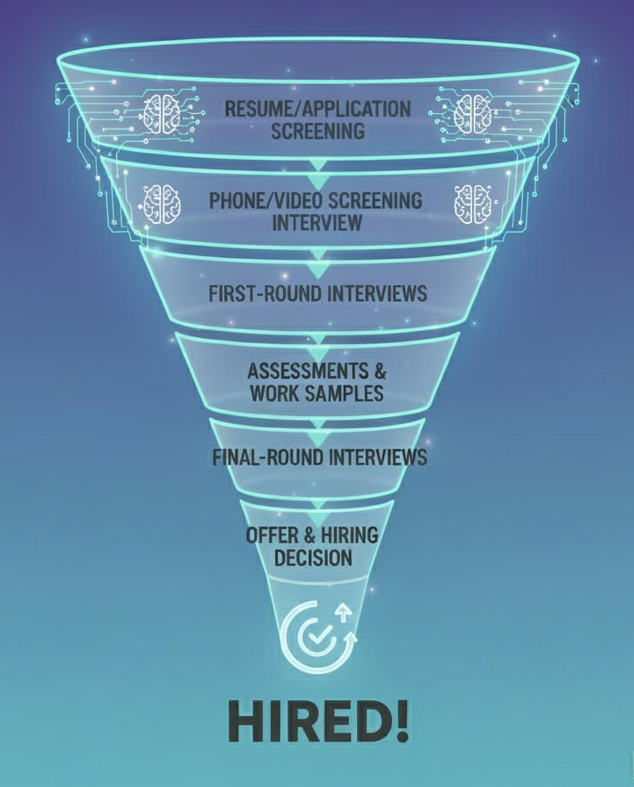 RESUME/APPLICATION
SCREENING
PHONE/VIDEO SCREENING
INTERVIEW
FIRST-ROUND INTERVIEWS
ASSESSMENTS &
WORK SAMPLES
FINAL-ROUND INTERVIEWS
OFFER & HIRING
DECISION
HIRED!